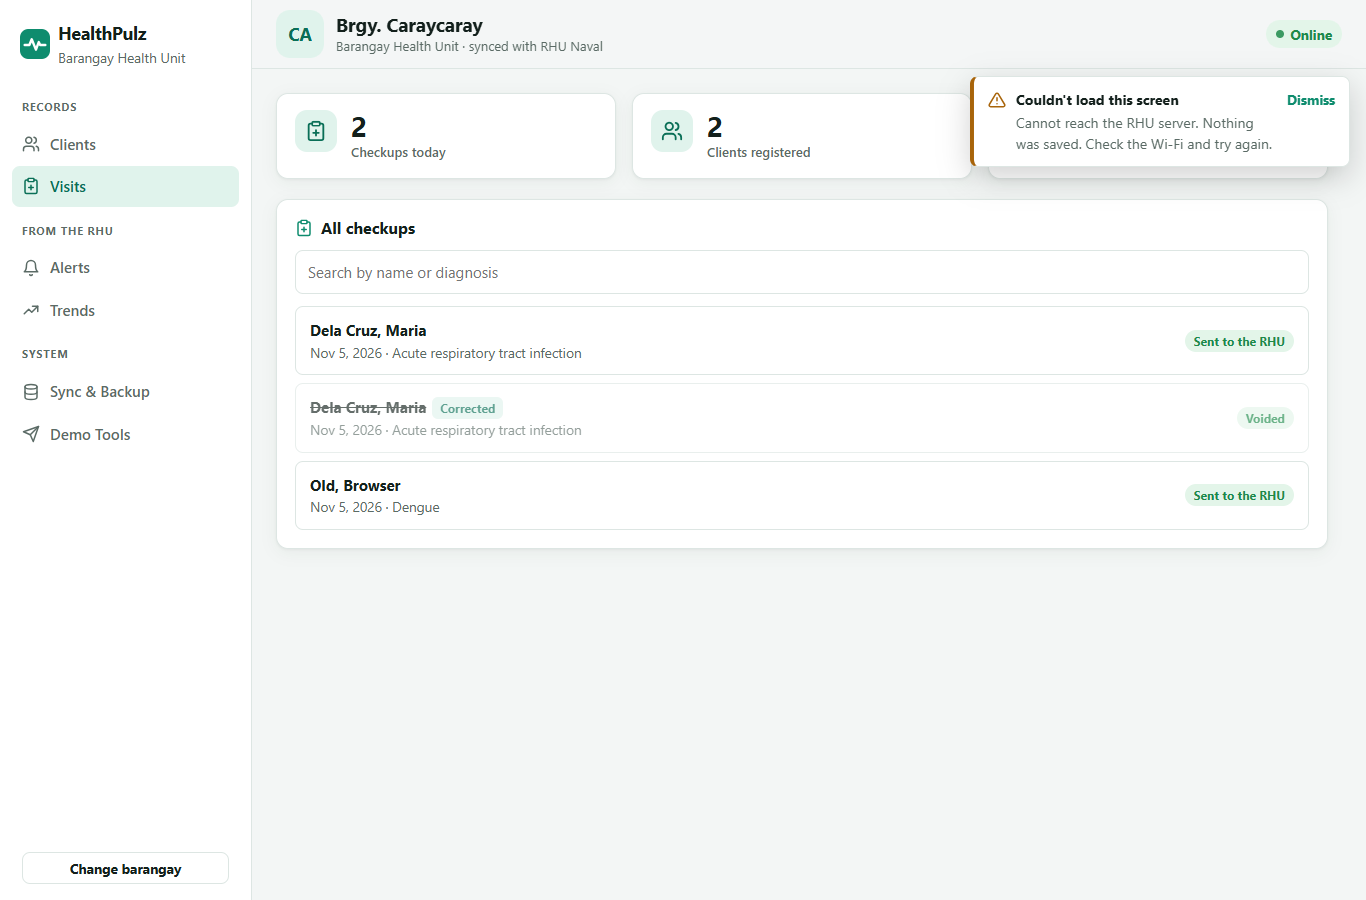 HealthPulz
Barangay Health Unit
RECORDS
Clients
Visits
FROM THE RHU
Alerts
Trends
SYSTEM
Sync & Backup
Demo Tools
Change barangay
CA
Brgy. Caraycaray
Barangay Health Unit · synced with RHU Naval
Online
Couldn't load this screen
Dismiss
Cannot reach the RHU server. Nothing
was saved. Check the Wi-Fi and try again.
2
Checkups today
2
Clients registered
All checkups
Search by name or diagnosis
Dela Cruz, Maria
Nov 5, 2026 · Acute respiratory tract infection
Sent to the RHU
Dela Cruz, Maria Corrected
Nov 5, 2026 · Acute respiratory tract infection
Voided
Old, Browser
Nov 5, 2026 · Dengue
Sent to the RHU